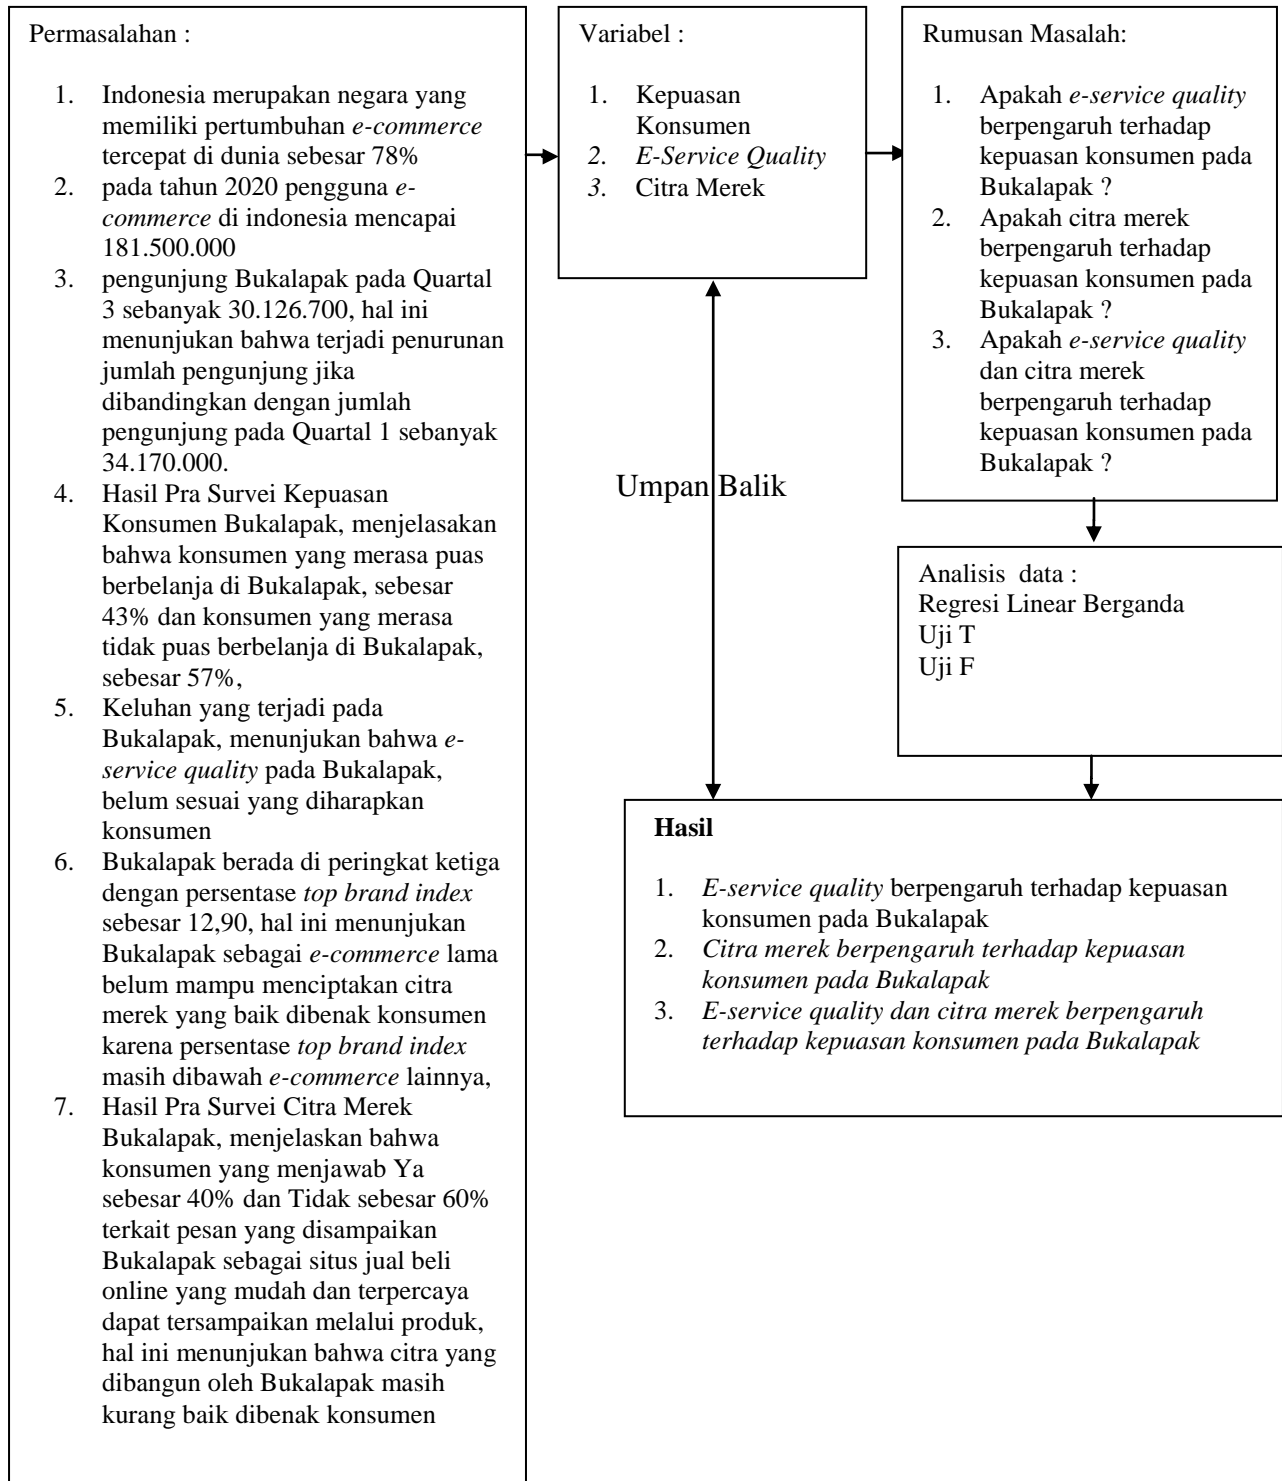 Permasalahan :
1. Indonesia merupakan negara yang
memiliki pertumbuhan e-commerce
tercepat di dunia sebesar 78%
2. pada tahun 2020 pengguna e-
commerce di indonesia mencapai
181.500.000
3. pengunjung Bukalapak pada Quartal
3 sebanyak 30.126.700, hal ini
menunjukan bahwa terjadi penurunan
jumlah pengunjung jika
dibandingkan dengan jumlah
pengunjung pada Quartal 1 sebanyak
34.170.000.
4. Hasil Pra Survei Kepuasan
Konsumen Bukalapak, menjelasakan
bahwa konsumen yang merasa puas
berbelanja di Bukalapak, sebesar
43% dan konsumen yang merasa
tidak puas berbelanja di Bukalapak,
sebesar 57%,
5. Keluhan yang terjadi pada
Bukalapak, menunjukan bahwa e-
service quality pada Bukalapak,
belum sesuai yang diharapkan
konsumen
6. Bukalapak berada di peringkat ketiga
dengan persentase top brand index
sebesar 12,90, hal ini menunjukan
Bukalapak sebagai e-commerce lama
belum mampu menciptakan citra
merek yang baik dibenak konsumen
karena persentase top brand index
masih dibawah e-commerce lainnya,
7. Hasil Pra Survei Citra Merek
Bukalapak, menjelaskan bahwa
konsumen yang menjawab Ya
sebesar 40% dan Tidak sebesar 60%
terkait pesan yang disampaikan
Bukalapak sebagai situs jual beli
online yang mudah dan terpercaya
dapat tersampaikan melalui produk,
hal ini menunjukan bahwa citra yang
dibangun oleh Bukalapak masih
kurang baik dibenak konsumen
Variabel :
1. Kepuasan
Konsumen
2. E-Service Quality
3. Citra Merek
Rumusan Masalah:
1. Apakah e-service quality
berpengaruh terhadap
kepuasan konsumen pada
Bukalapak ?
2. Apakah citra merek
berpengaruh terhadap
kepuasan konsumen pada
Bukalapak ?
3. Apakah e-service quality
dan citra merek
berpengaruh terhadap
kepuasan konsumen pada
Bukalapak ?
Umpan Balik
Analisis data :
Regresi Linear Berganda
Uji T
Uji F
Hasil
1. E-service quality berpengaruh terhadap kepuasan
konsumen pada Bukalapak
2. Citra merek berpengaruh terhadap kepuasan
konsumen pada Bukalapak
3. E-service quality dan citra merek berpengaruh
terhadap kepuasan konsumen pada Bukalapak